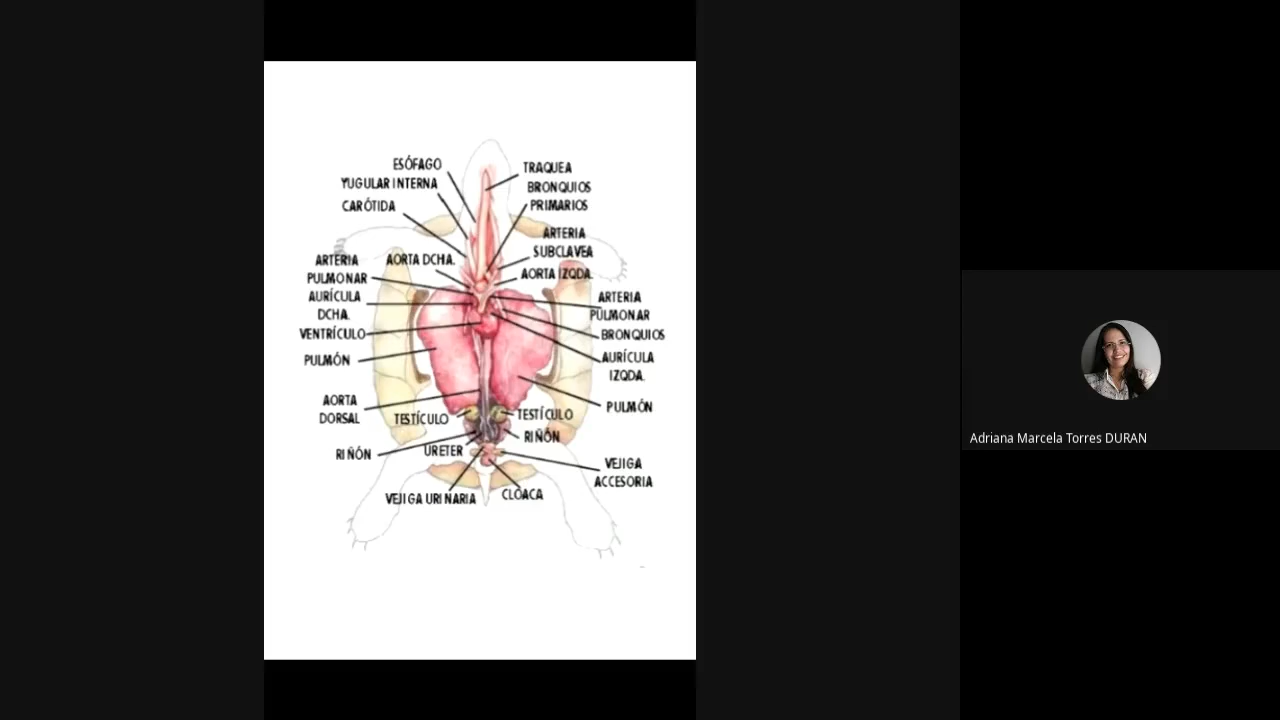 ESÓFAGO
YUGULAR INTERNA
CARÓTIDA
TRAQUEA
BRONQUIOS
PRIMARIOS
ARTERIA
SUBCLAVEA
AORTA IZQDA.
ARTERIA
PULMONAR
AORTA DCHA.
AURÍCULA
DCHA.
VENTRÍCULO
PULMÓN
AORTA
DORSAL
ARTERIA
PULMONAR
BRONQUIOS
AURÍCULA
IZQDA.
PULMÓN
TESTÍCULO
TESTÍCULO
RIÑÓN
URETER
RIÑÓN
VEJIGA
ACCESORIA
VEJIGA URINARIA
CLOACA
Adriana Marcela Torres DURAN